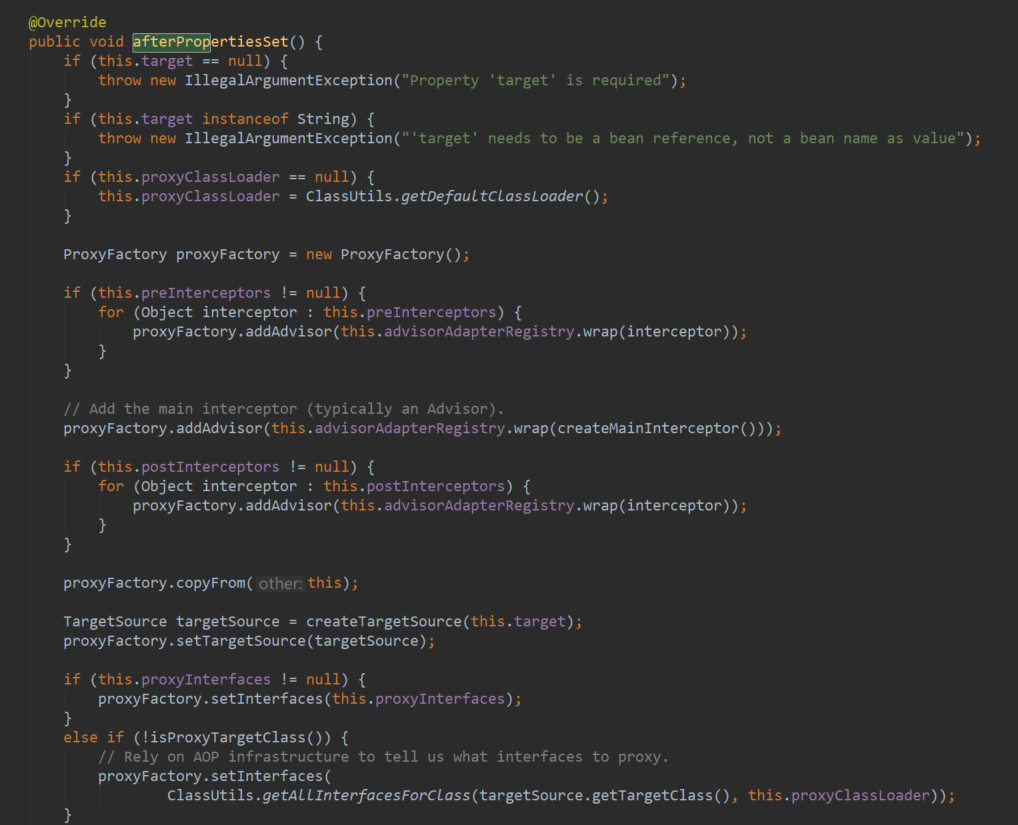 @Override
public void afterPropertiesSet() {
    if (this.target == null) {
        throw new IllegalArgumentException("Property 'target' is required");
    }
    if (this.target instanceof String) {
        throw new IllegalArgumentException("'target' needs to be a bean reference, not a bean name as value");
    }
    if (this.proxyClassLoader == null) {
        this.proxyClassLoader = ClassUtils.getDefaultClassLoader();
    }

    ProxyFactory proxyFactory = new ProxyFactory();

    if (this.preInterceptors != null) {
        for (Object interceptor : this.preInterceptors) {
            proxyFactory.addAdvisor(this.advisorAdapterRegistry.wrap(interceptor));
        }
    }

    // Add the main interceptor (typically an Advisor).
    proxyFactory.addAdvisor(this.advisorAdapterRegistry.wrap(createMainInterceptor()));

    if (this.postInterceptors != null) {
        for (Object interceptor : this.postInterceptors) {
            proxyFactory.addAdvisor(this.advisorAdapterRegistry.wrap(interceptor));
        }
    }

    proxyFactory.copyFrom( other: this);

    TargetSource targetSource = createTargetSource(this.target);
    proxyFactory.setTargetSource(targetSource);

    if (this.proxyInterfaces != null) {
        proxyFactory.setInterfaces(this.proxyInterfaces);
    }
    else if (!isProxyTargetClass()) {
        // Rely on AOP infrastructure to tell us what interfaces to proxy.
        proxyFactory.setInterfaces(
                ClassUtils.getAllInterfacesForClass(targetSource.getTargetClass(), this.proxyClassLoader));
    }